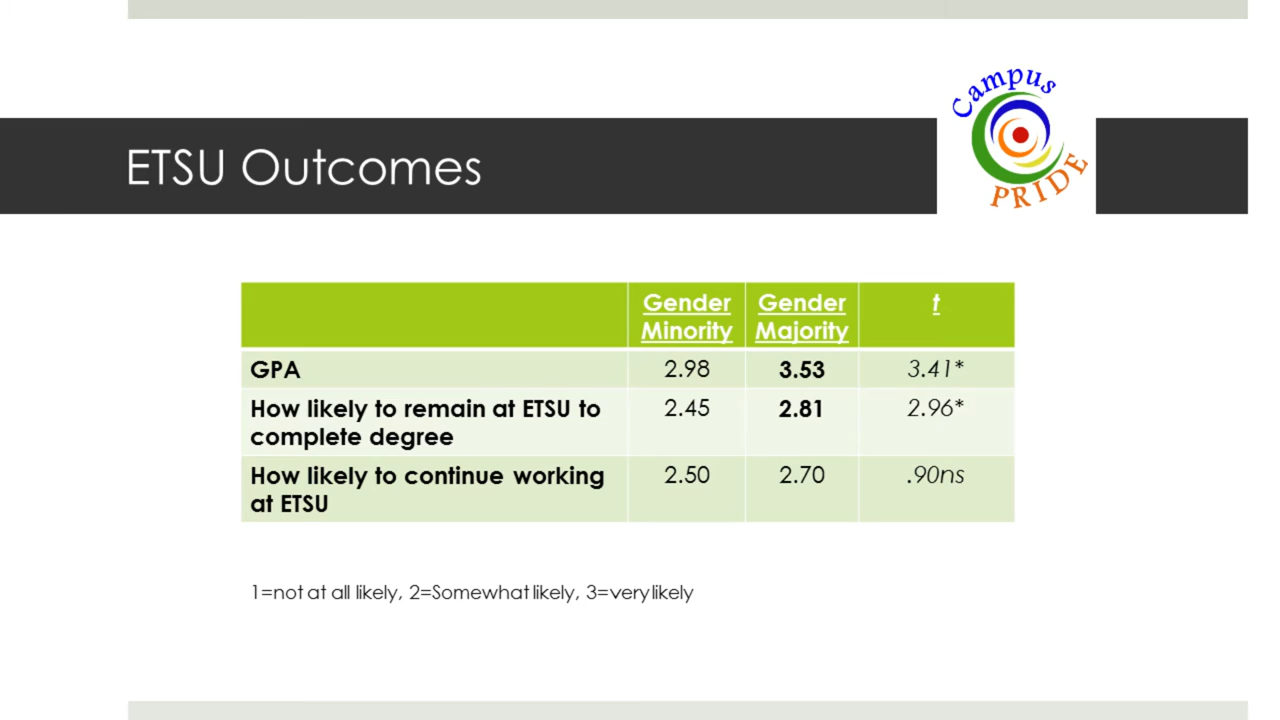 Campus
PRIDE
ETSU Outcomes
Gender Minority Gender Majority t
GPA 2.98 3.53 3.41*
How likely to remain at ETSU to complete degree 2.45 2.81 2.96*
How likely to continue working at ETSU 2.50 2.70 .90ns
1=not at all likely, 2=Somewhat likely, 3=very likely